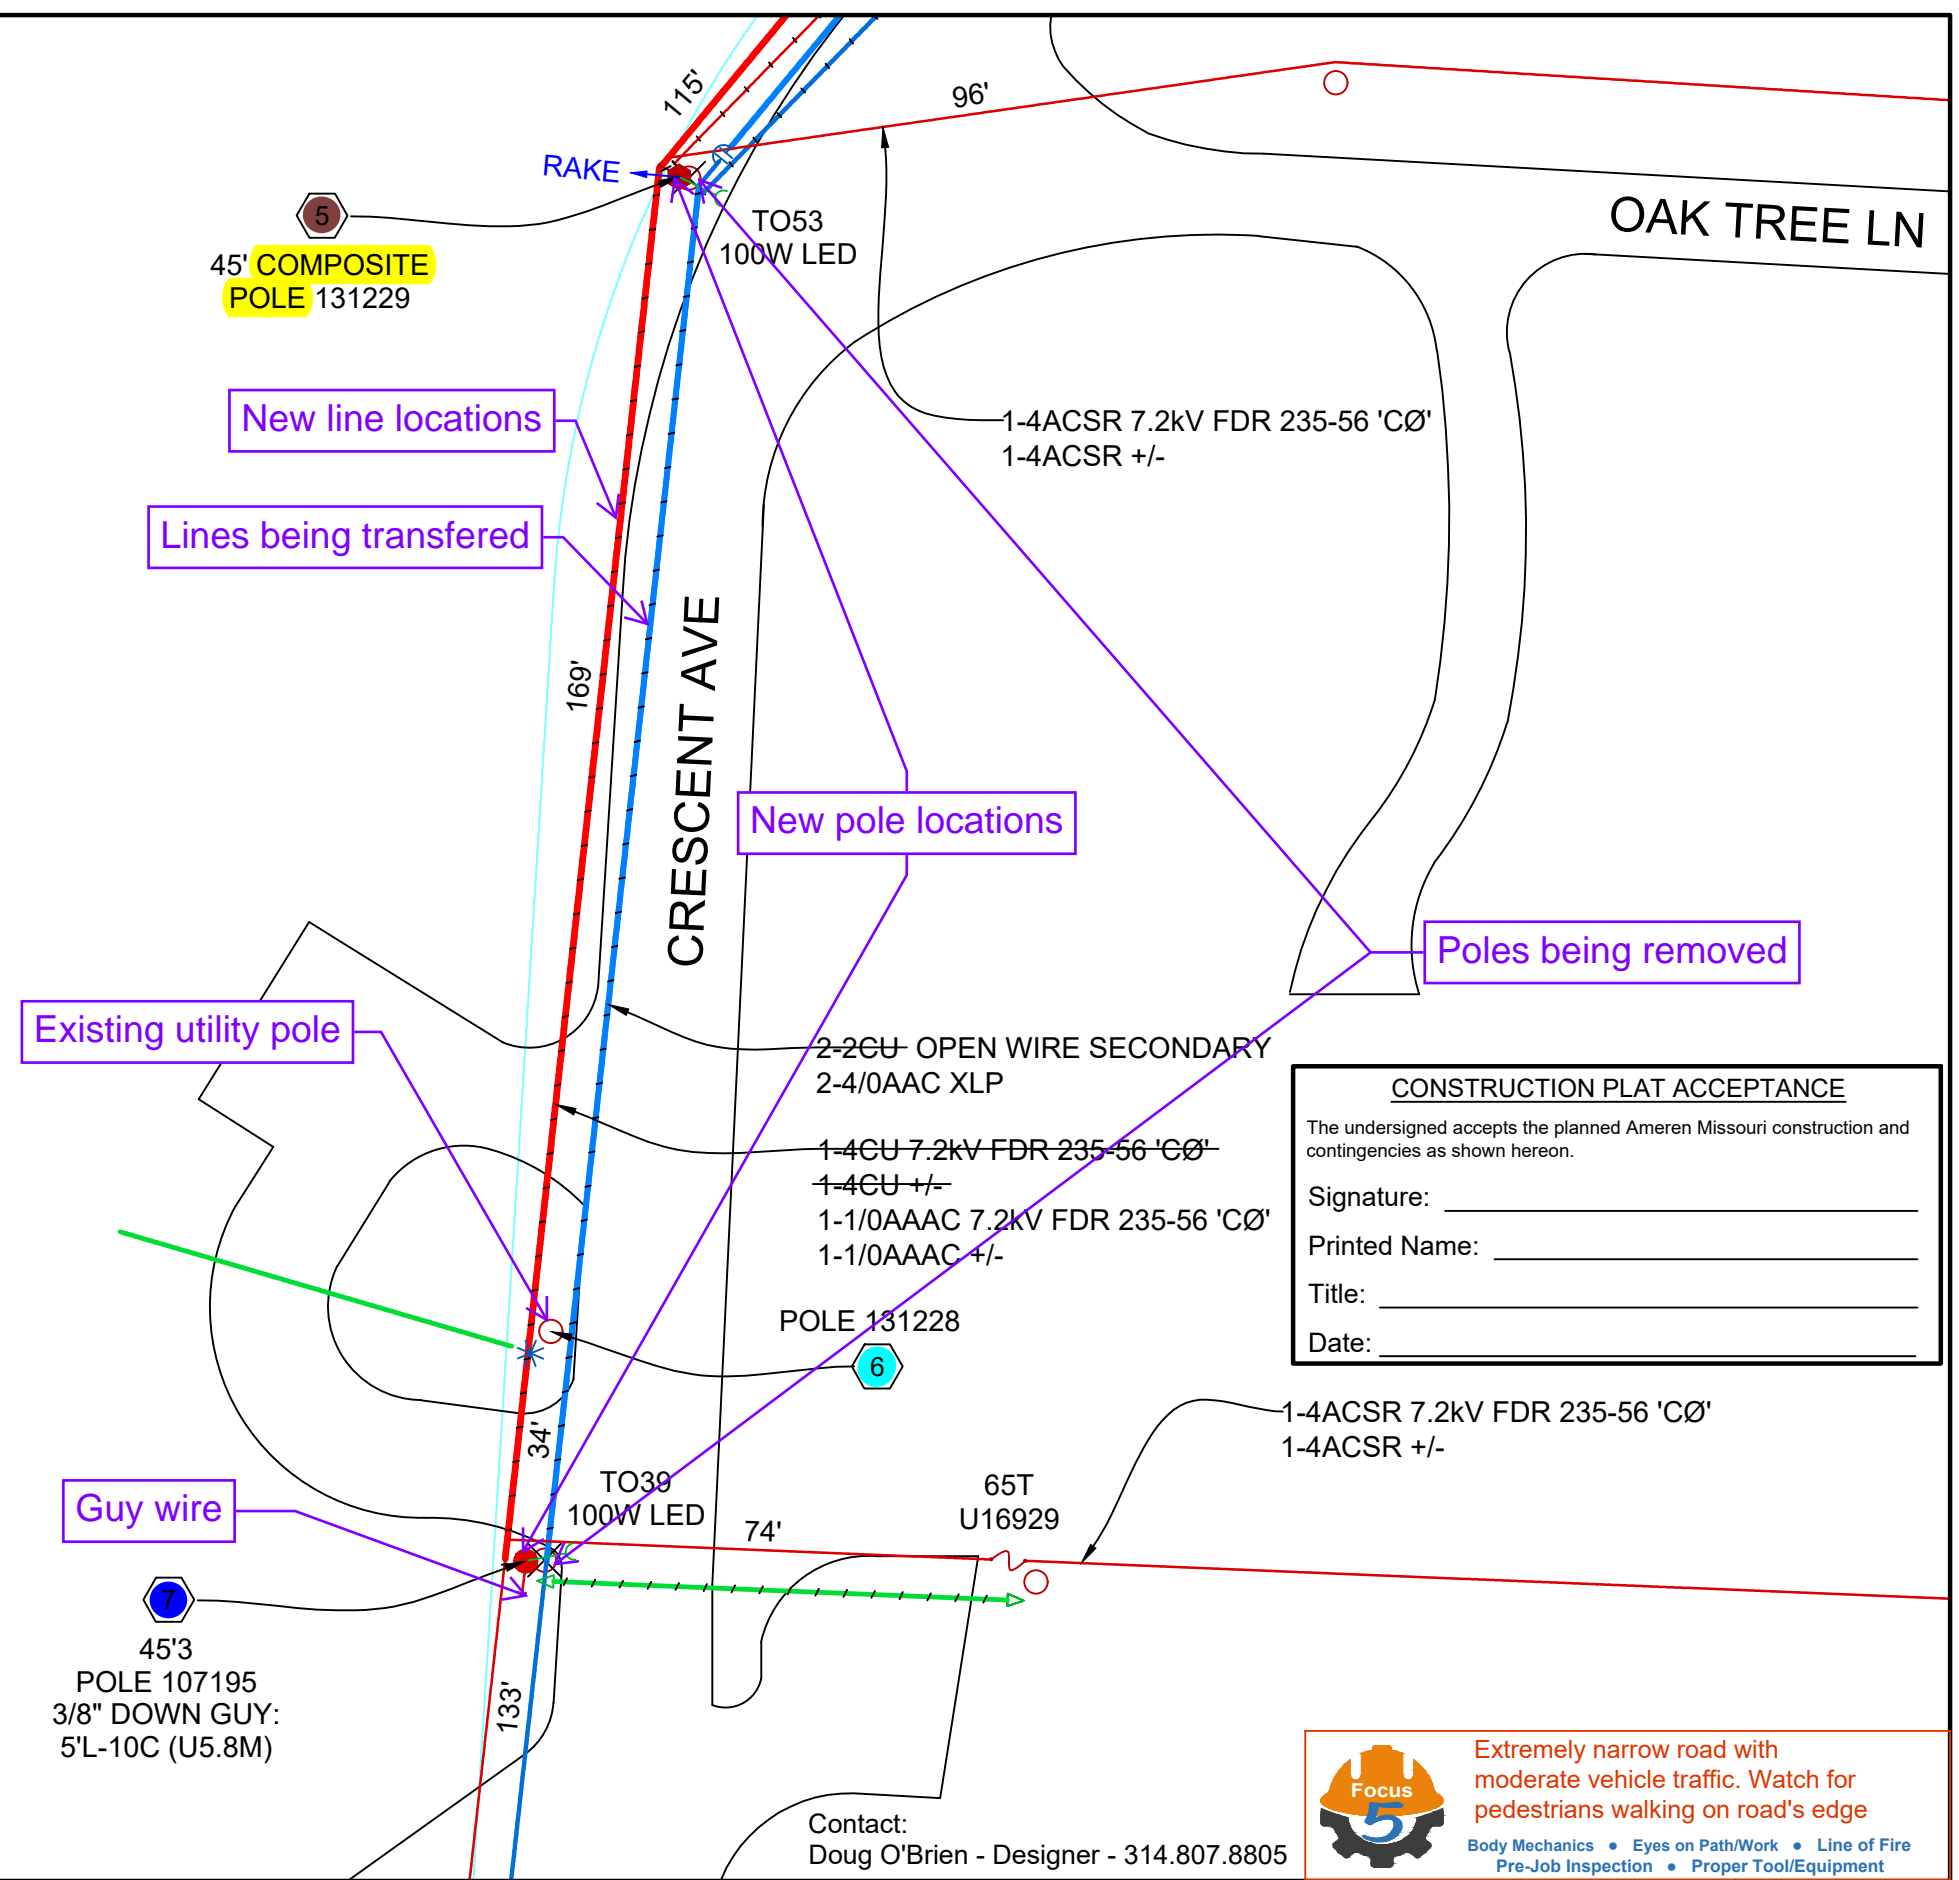 115'
96'
RAKE
5
TO53
100W LED
OAK TREE LN
45' COMPOSITE
POLE 131229
New line locations
1-4ACSR 7.2kV FDR 235-56 'CØ'
1-4ACSR +/-
Lines being transfered
CRESCENT AVE
169'
New pole locations
Poles being removed
Existing utility pole
2-2CU OPEN WIRE SECONDARY
2-4/0AAC XLP
1-4CU 7.2kV FDR 235-56 'CØ'
1-4CU +/-
1-1/0AAAC 7.2kV FDR 235-56 'CØ'
1-1/0AAAC +/-
CONSTRUCTION PLAT ACCEPTANCE
The undersigned accepts the planned Ameren Missouri construction and
contingencies as shown hereon.
Signature:
Printed Name:
Title:
Date:
POLE 131228
6
34'
1-4ACSR 7.2kV FDR 235-56 'CØ'
1-4ACSR +/-
Guy wire
TO39
100W LED
74'
65T
U16929
7
45'3
POLE 107195
3/8" DOWN GUY:
5'L-10C (U5.8M)
133'
Contact:
Doug O'Brien - Designer - 314.807.8805
Focus
5
Extremely narrow road with
moderate vehicle traffic. Watch for
pedestrians walking on road's edge
Body Mechanics ● Eyes on Path/Work ● Line of Fire
Pre-Job Inspection ● Proper Tool/Equipment